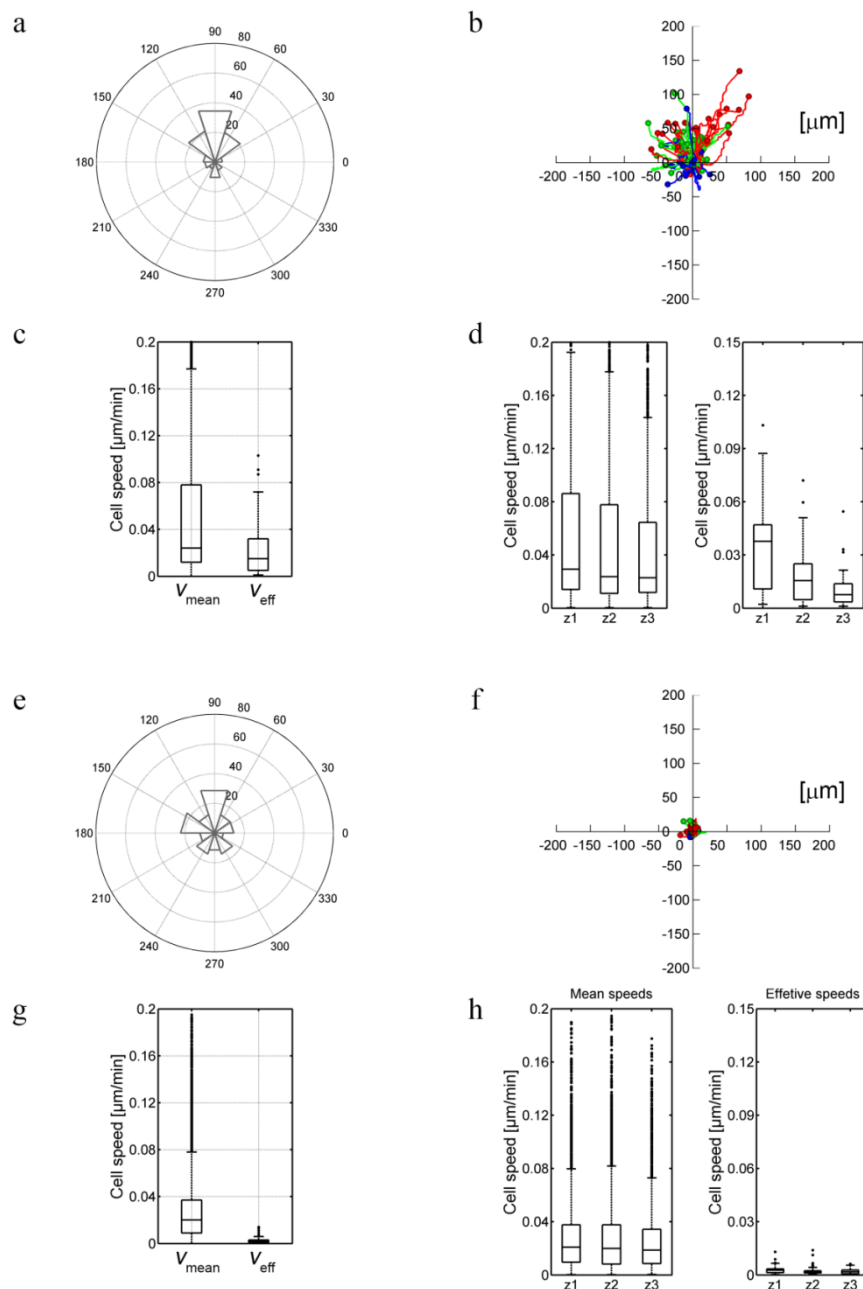 a
90
120 80 60
60
150 40 30
20
180 0
210 330
240 300
270
b
200
150
100
50
0
[μm]
-200 -150 -100 -50 0 50 100 150 200
-50
-100
-150
-200
c
0.2
0.16
0.12
0.08
0.04
0
Cell speed [μm/min]
Vmean Veff
d
0.2
0.16
0.12
0.08
0.04
0
Cell speed [μm/min]
z1 z2 z3
0.15
0.12
0.09
0.06
0.03
0
Cell speed [μm/min]
z1 z2 z3
e
90
120 80 60
60
150 40 30
20
180 0
210 330
240 300
270
f
200
150
100
50
0
[μm]
-200 -150 -100 -50 0 50 100 150 200
-50
-100
-150
-200
g
0.2
0.16
0.12
0.08
0.04
0
Cell speed [μm/min]
Vmean Veff
h
Mean speeds
0.2
0.16
0.12
0.08
0.04
0
Cell speed [μm/min]
z1 z2 z3
Effetive speeds
0.15
0.12
0.09
0.06
0.03
0
Cell speed [μm/min]
z1 z2 z3